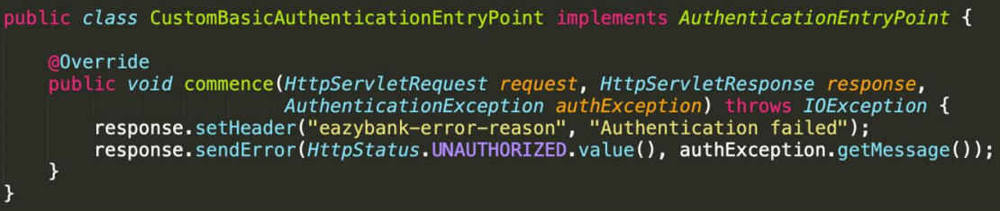 public class CustomBasicAuthenticationEntryPoint implements AuthenticationEntryPoint {
@Override
public void commence(HttpServletRequest request, HttpServletResponse response,
AuthenticationException authException) throws IOException {
response.setHeader("eazybank-error-reason", "Authentication failed");
response.sendError(HttpStatus.UNAUTHORIZED.value(), authException.getMessage());
}
}